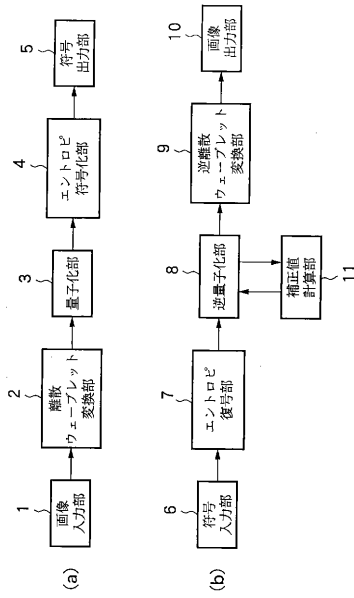 1
画像
入力部
2
離散
ウェーブレット
変換部
3
量子化部
4
エントロピ
符号化部
5
符号
出力部
(a)
6
符号
入力部
7
エントロピ
復号部
8
逆量子化部
9
逆離散
ウェーブレット
変換部
10
画像
出力部
補正値
計算部
11
(b)